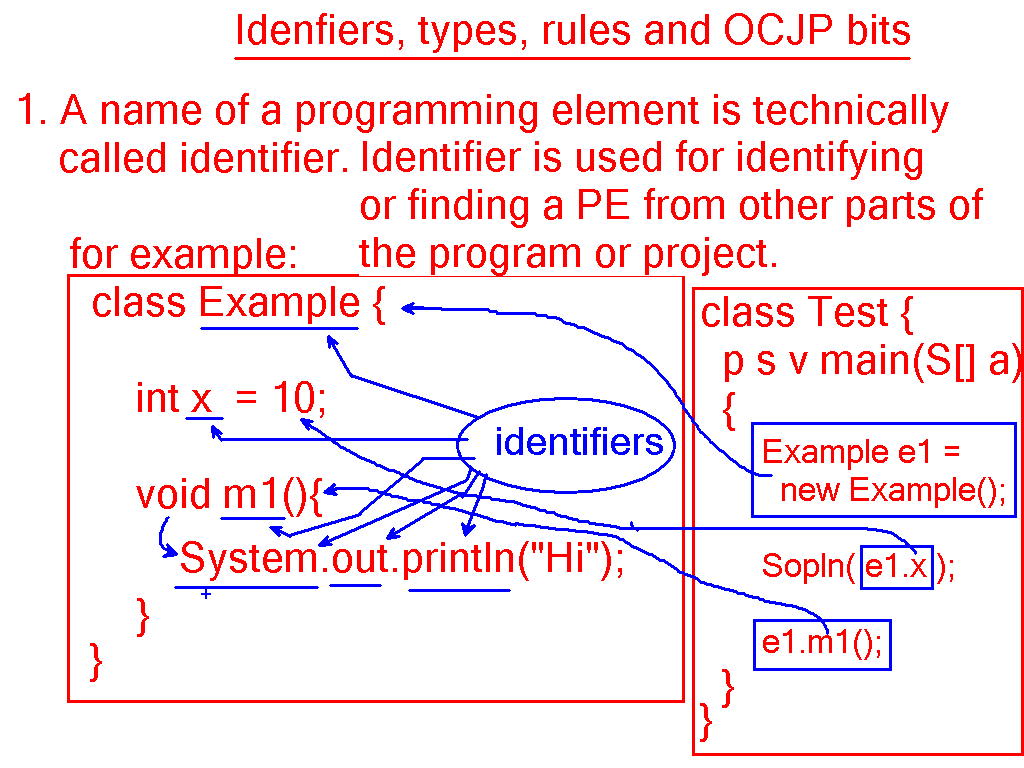 Idenfiers, types, rules and OCJP bits
1. A name of a programming element is technically
called identifier. Identifier is used for identifying
or finding a PE from other parts of
the program or project.
for example:
class Example {
int x = 10;
void m1(){
System.out.println("Hi");
}
}
identifiers
class Test {
p s v main(S[] a)
{
Example e1 =
new Example();
Sopln( e1.x );
e1.m1();
}
}